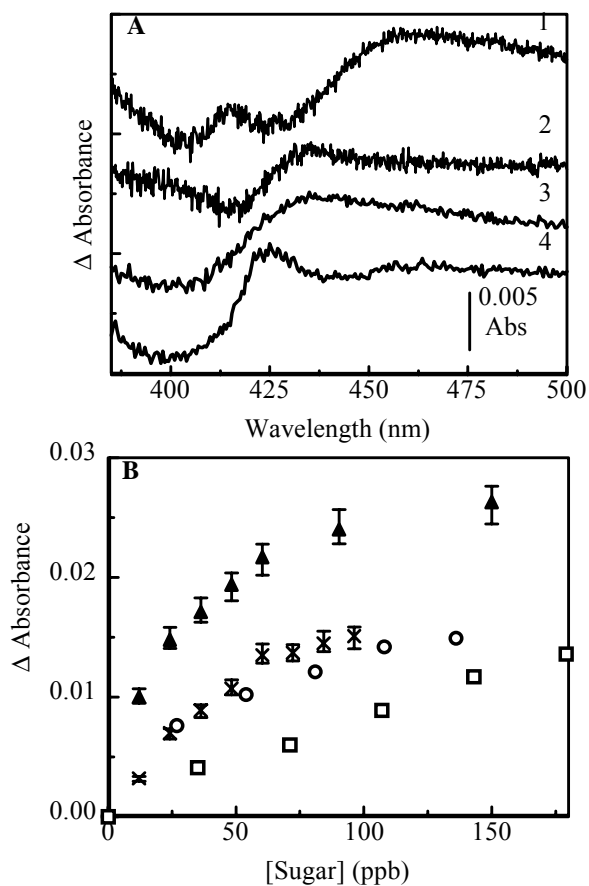 A
1
2
3
4
Δ Absorbance
0.005
Abs
400 425 450 475 500
Wavelength (nm)
B
0.03
0.02
0.01
0.00
Δ Absorbance
0 50 100 150
[Sugar] (ppb)